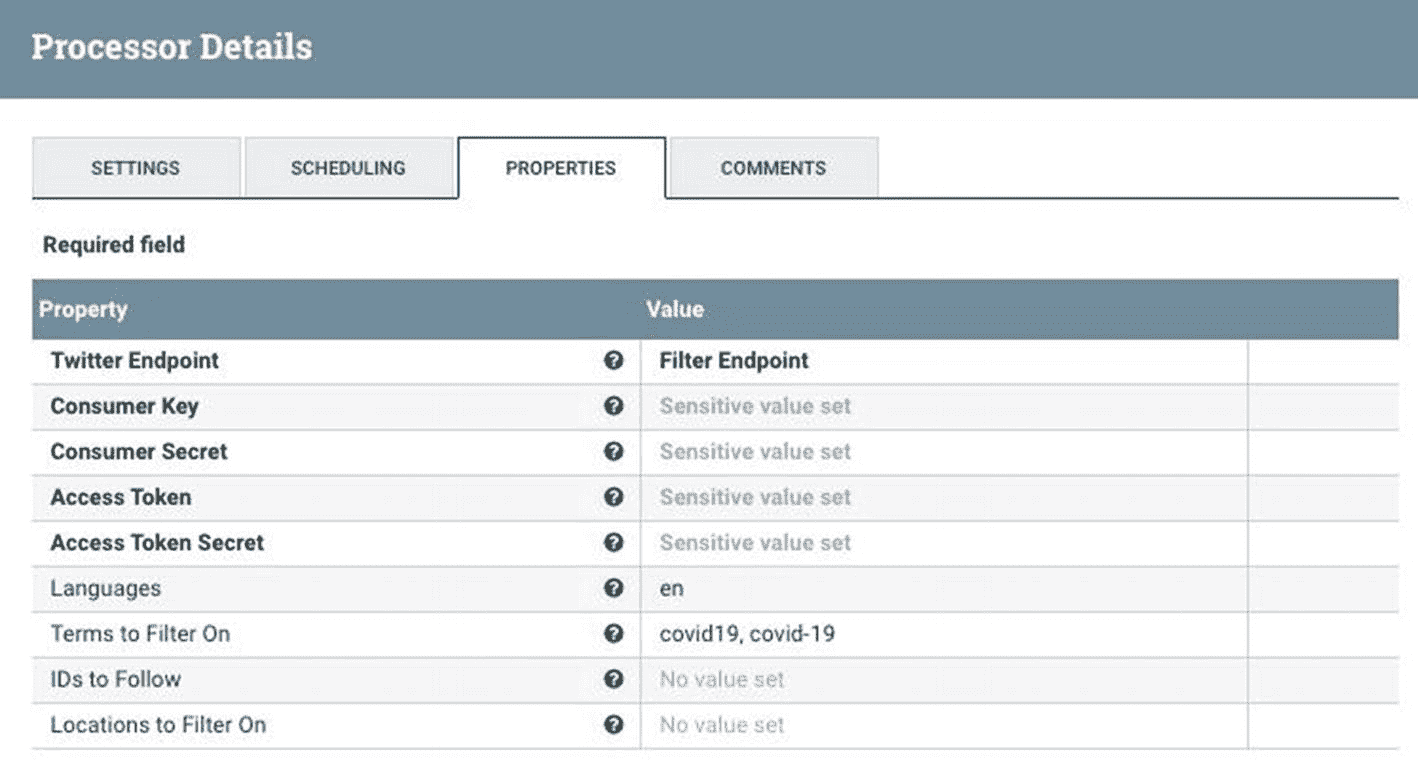 Processor Details
SETTINGS SCHEDULING PROPERTIES COMMENTS
Required field
Property Value
Twitter Endpoint Filter Endpoint
Consumer Key Sensitive value set
Consumer Secret Sensitive value set
Access Token Sensitive value set
Access Token Secret Sensitive value set
Languages en
Terms to Filter On covid19, covid-19
IDs to Follow No value set
Locations to Filter On No value set